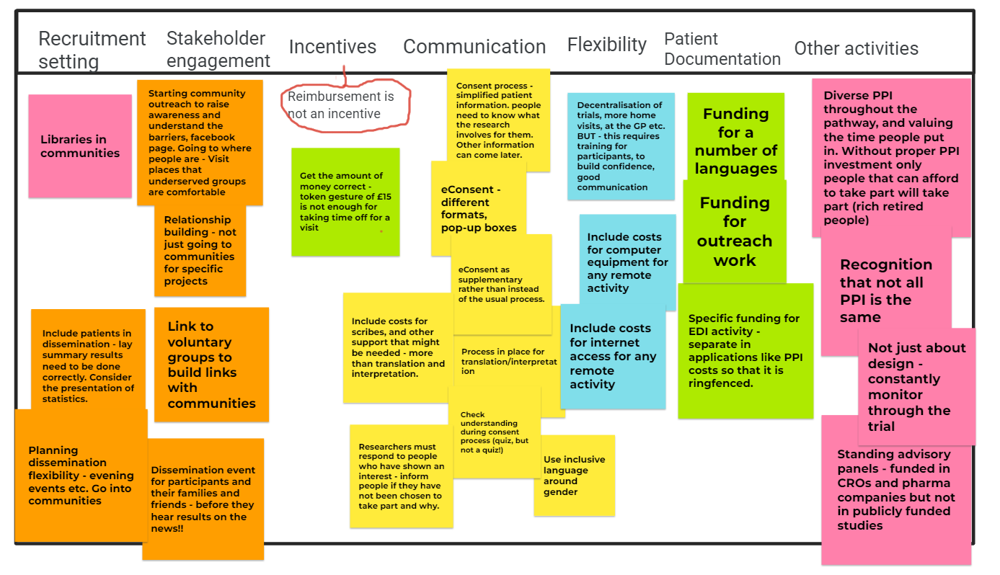 Recruitment
setting
Stakeholder
engagement
Incentives
Communication
Flexibility
Patient
Documentation
Other activities
Libraries in
communities
Include patients in
dissemination - lay
summary results
need to be done
correctly. Consider
the presentation of
statistics.
Planning
dissemination
flexibility - evening
events etc. Go into
communities
Starting community
outreach to raise
awareness and
understand the
barriers, facebook
page. Going to where
people are - Visit
places that
underserved groups
are comfortable
Relationship
building - not
just going to
communities
for specific
projects
Link to
voluntary
groups to
build links
with
communities
Dissemination event
for participants and
their families and
friends - before they
hear results on the
news!!
Reimbursement is
not an incentive
Get the amount of
money correct -
token gesture of £15
is not enough for
taking time off for a
visit
Consent process -
simplified patient
information. people
need to know what
the research
involves for them.
Other information
can come later.
eConsent -
different
formats,
pop-up boxes
eConsent as
supplementary
rather than instead
of the usual process.
Include costs for
scribes, and other
support that might
be needed - more
than translation and
interpretation.
Process in place for
translation/interpretat
ion
Check
understanding
during consent
process (quiz, but
not a quiz!)
Researchers must
respond to people
who have shown an
interest - inform
people if they have
not been chosen to
take part and why.
Use inclusive
language
around
gender
Decentralisation of
trials, more home
visits, at the GP etc.
BUT - this requires
training for
participants, to
build confidence,
good
communication
Include costs
for computer
equipment for
any remote
activity
Include costs
for internet
access for any
remote
activity
Funding
for a
number of
languages
Funding
for
outreach
work
Specific funding for
EDI activity -
separate in
applications like PPI
costs so that it is
ringfenced.
Diverse PPI
throughout the
pathway, and valuing
the time people put
in. Without proper PPI
investment only
people that can afford
to take part will take
part (rich retired
people)
Recognition
that not all
PPI is the
same
Not just about
design -
constantly
monitor
through the
trial
Standing advisory
panels - funded in
CROs and pharma
companies but not
in publicly funded
studies